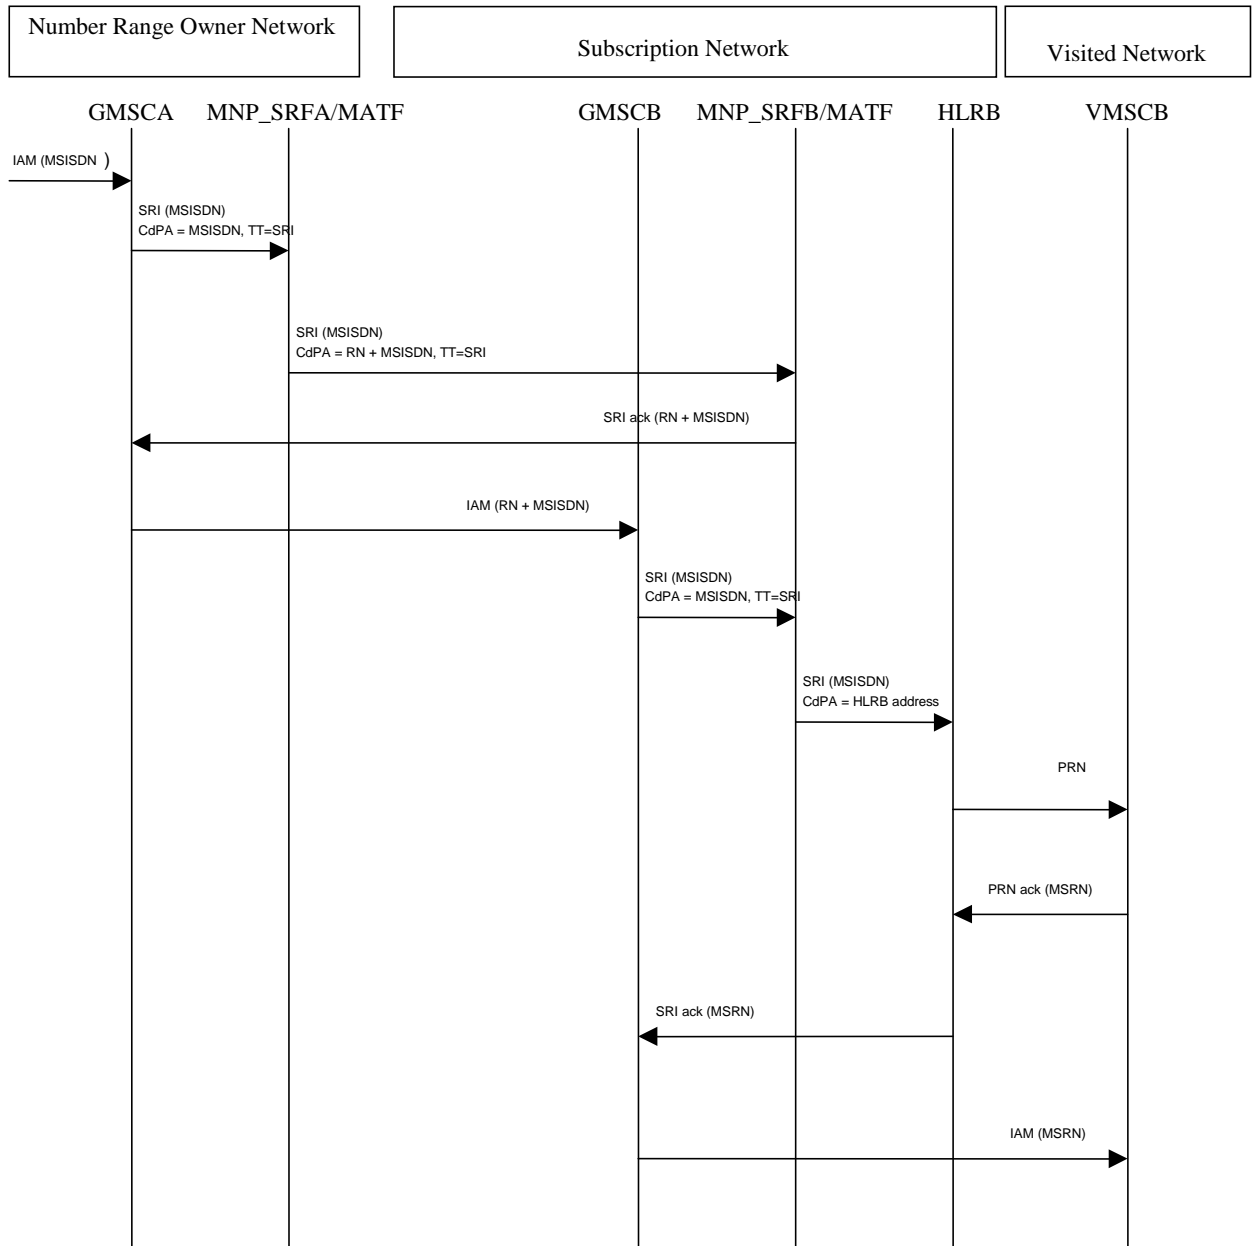 Number Range Owner Network
Subscription Network
Visited Network
GMSCA
MNP_SRFA/MATF
GMSCB
MNP_SRFB/MATF
HLRB
VMSCB
IAM (MSISDN )
SRI (MSISDN)
CdPA = MSISDN, TT=SRI
SRI (MSISDN)
CdPA = RN + MSISDN, TT=SRI
SRI ack (RN + MSISDN)
IAM (RN + MSISDN)
SRI (MSISDN)
CdPA = MSISDN, TT=SRI
SRI (MSISDN)
CdPA = HLRB address
PRN
PRN ack (MSRN)
SRI ack (MSRN)
IAM (MSRN)